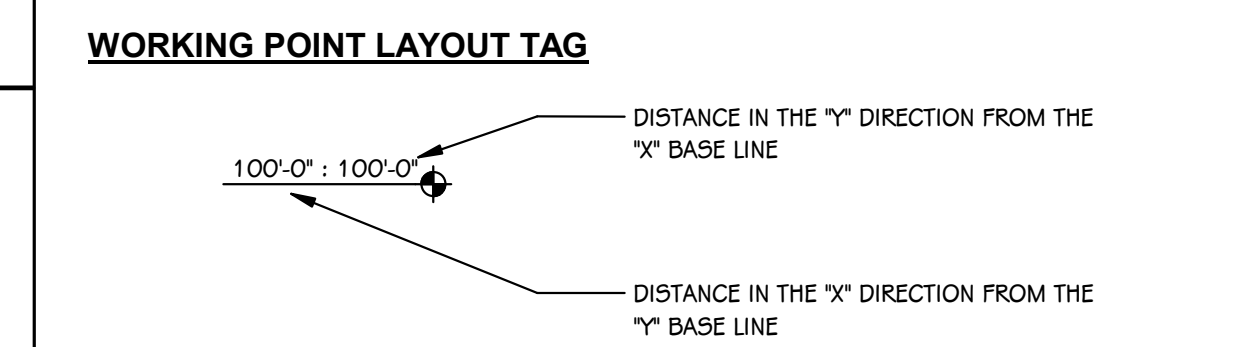 WORKING POINT LAYOUT TAG
DISTANCE IN THE "Y" DIRECTION FROM THE
"X" BASE LINE
100'-0" : 100'-0"
DISTANCE IN THE "X" DIRECTION FROM THE
"Y" BASE LINE